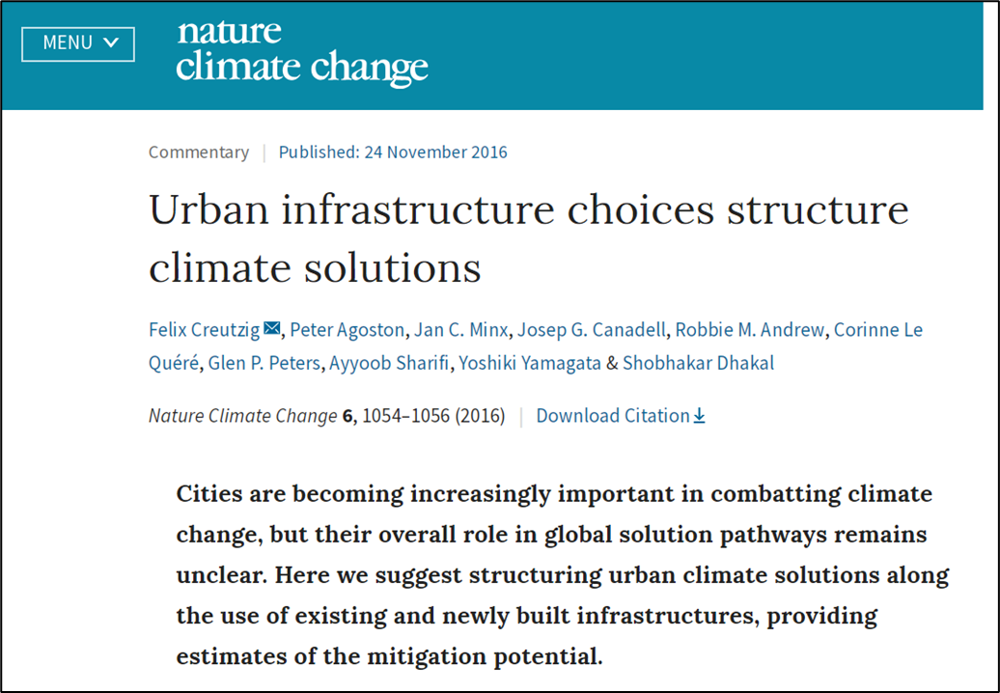 MENU
nature
climate change
Commentary | Published: 24 November 2016
Urban infrastructure choices structure
climate solutions
Felix Creutzig, Peter Agoston, Jan C. Minx, Josep G. Canadell, Robbie M. Andrew, Corinne Le
Quéré, Glen P. Peters, Ayyoob Sharifi, Yoshiki Yamagata & Shobhakar Dhakal
Nature Climate Change 6, 1054–1056 (2016) | Download Citation
Cities are becoming increasingly important in combatting climate
change, but their overall role in global solution pathways remains
unclear. Here we suggest structuring urban climate solutions along
the use of existing and newly built infrastructures, providing
estimates of the mitigation potential.